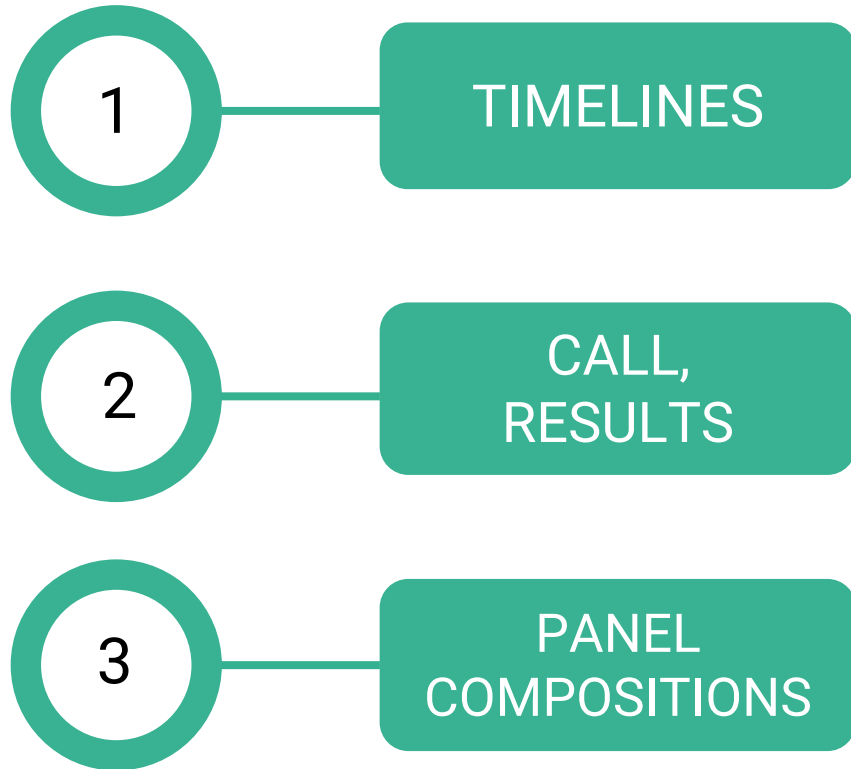 1
TIMELINES
2
CALL,
RESULTS
3
PANEL
COMPOSITIONS